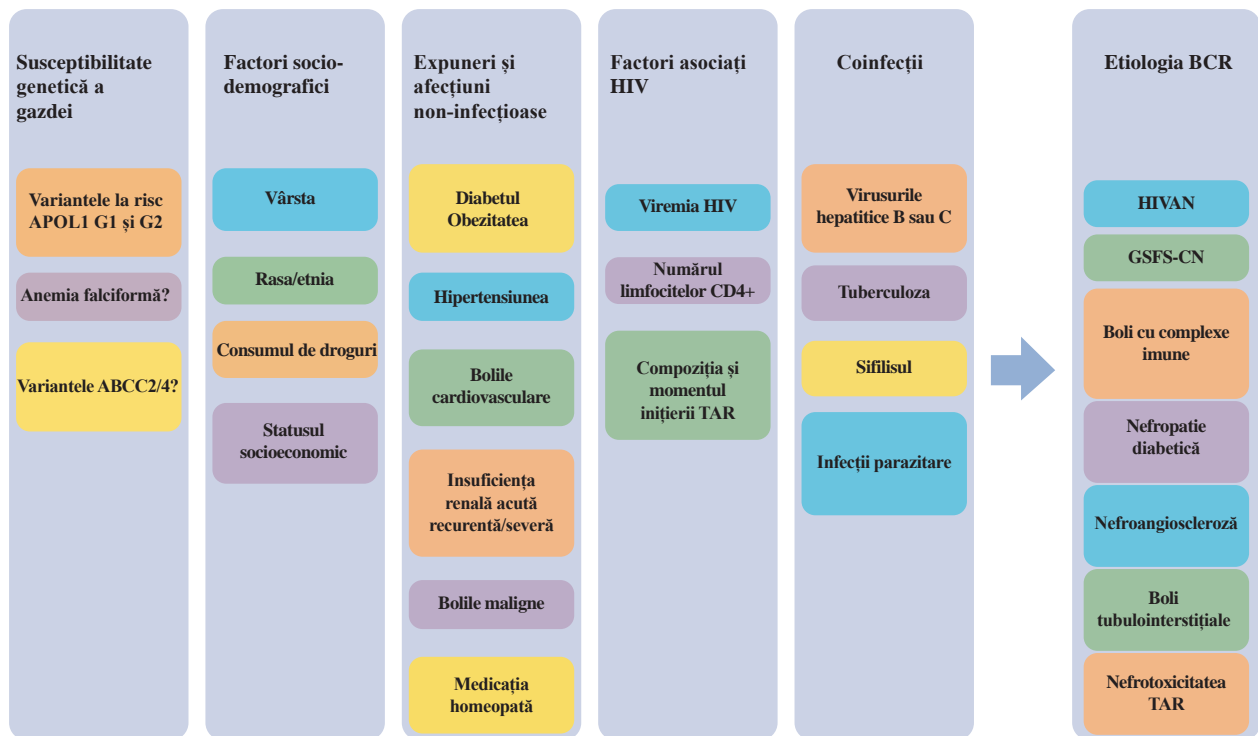 Susceptibilitate
genetică a
gazdei
Variantele la risc
APOL1 G1 și G2
Anemia falciformă?
Variantele ABCC2/4?
Factori socio-
demografici
Vârsta
Rasa/etnia
Consumul de droguri
Statusul
socioeconomic
Expuneri și
afecțiuni
non-infecțioase
Diabetul
Obezitatea
Hipertensiunea
Bolile
cardiovasculare
Insuficiența
renală acută
recurentă/severă
Bolile maligne
Medicația
homeopată
Factori asociați
HIV
Viremia HIV
Numărul
limfocitelor CD4+
Compoziția și
momentul
inițierii TAR
Coinfecții
Virusurile
hepatitice B sau C
Tuberculoza
Sifilisul
Infecții parazitare
Etiologia BCR
HIVAN
GSFS-CN
Boli cu complexe
imune
Nefropatie
diabetică
Nefroangioscleroză
Boli
tubulointerstițiale
Nefrotoxicitatea
TAR